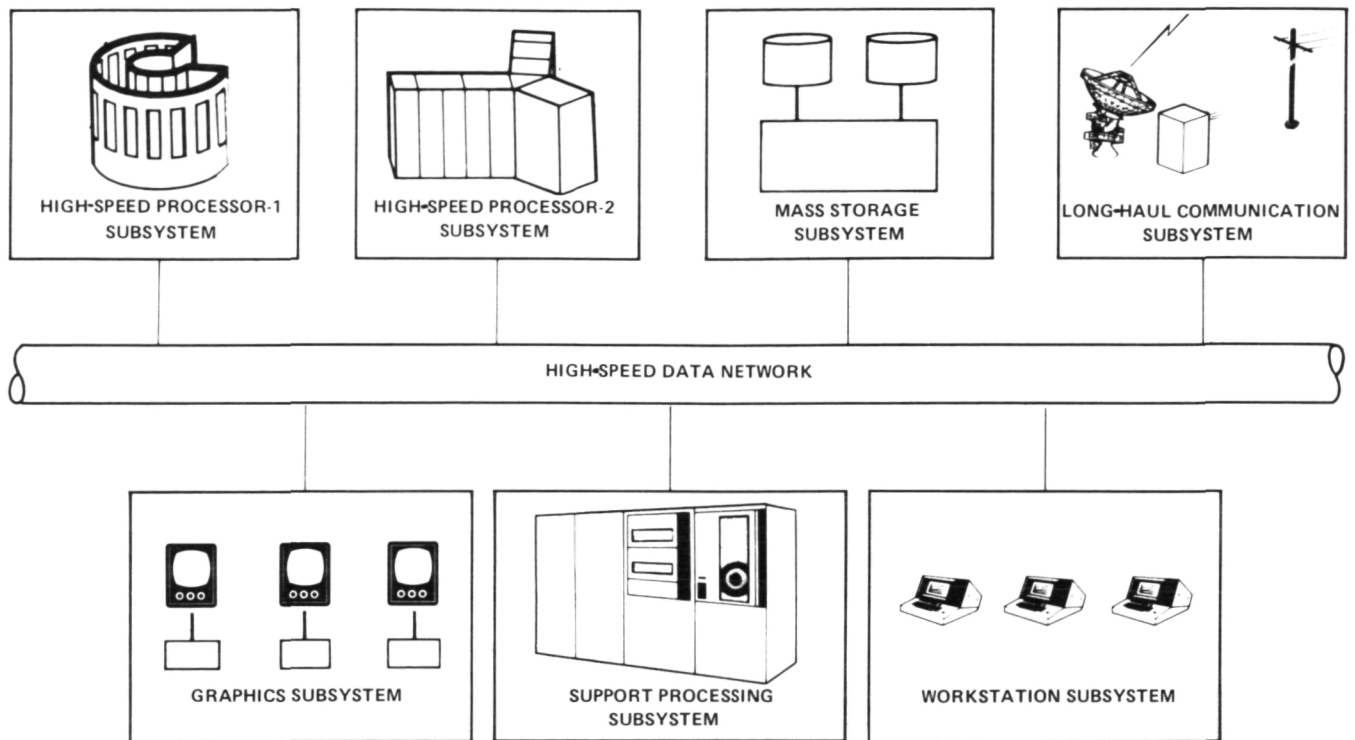 HIGH-SPEED PROCESSOR-1
SUBSYSTEM
HIGH-SPEED PROCESSOR-2
SUBSYSTEM
MASS STORAGE
SUBSYSTEM
LONG-HAUL COMMUNICATION
SUBSYSTEM
HIGH-SPEED DATA NETWORK
GRAPHICS SUBSYSTEM
SUPPORT PROCESSING
SUBSYSTEM
WORKSTATION SUBSYSTEM